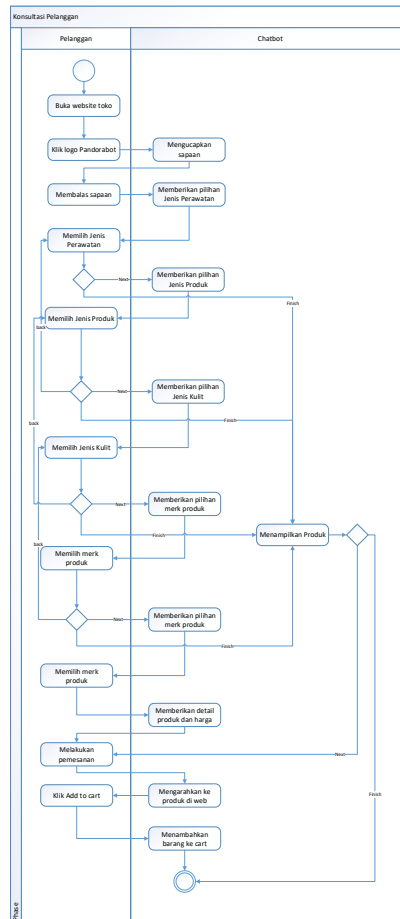 Konsultasi Pelanggan
Pelanggan
Chatbot
Buka website toko
Klik logo Pandorabot
Mengucapkan
sapaan
Membalas sapaan
Memberikan pilihan
Jenis Perawatan
Memilih Jenis
Perawatan
Next
Memberikan pilihan
Jenis Produk
Finish
Memilih Jenis Produk
back
Next
Memberikan pilihan
Jenis Kulit
back
Finish
Memilih Jenis Kulit
Next
Memberikan pilihan
merk produk
Finish
Menampilkan Produk
back
Memilih merk
produk
Next
Memberikan pilihan
merk produk
Finish
Memilih merk
produk
Memberikan detail
produk dan harga
Melakukan
pemesanan
Next
Mengarahkan ke
produk di web
Klik Add to cart
Finish
Menambahkan
barang ke cart
Phase